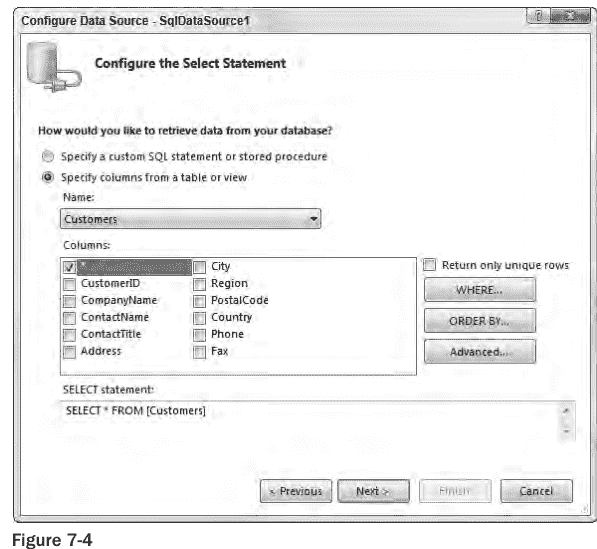 Configure Data Source - SqlDataSource1
Configure the Select Statement
How would you like to retrieve data from your database?
Specify a custom SQL statement or stored procedure
Specify columns from a table or view
Name:
Customers
Columns:
* City
CustomerID Region
CompanyName PostalCode
ContactName Country
ContactTitle Phone
Address Fax
Return only unique rows
WHERE...
ORDER BY...
Advanced...
SELECT statement:
SELECT * FROM [Customers]
< Previous Next > Finish Cancel
Figure 7-4